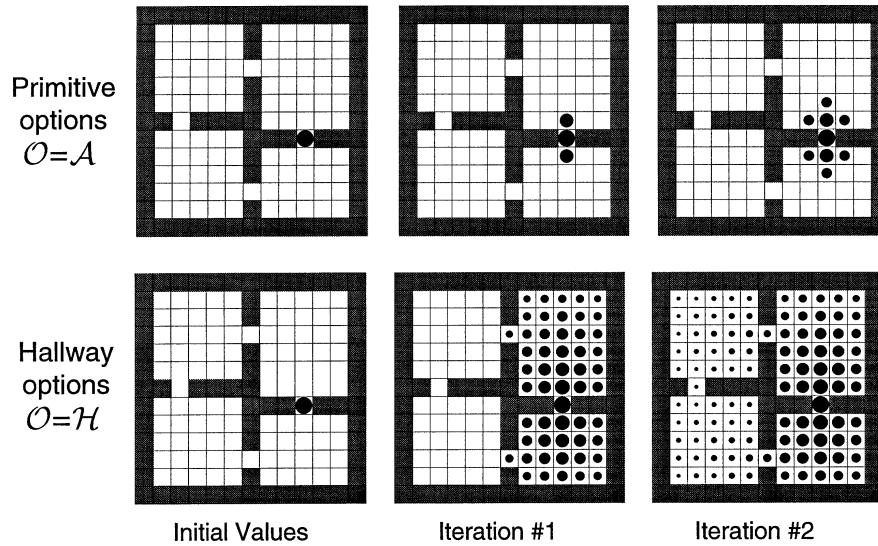 Primitive
options
𝒪=𝒜
Hallway
options
𝒪=ℋ
Initial Values
Iteration #1
Iteration #2